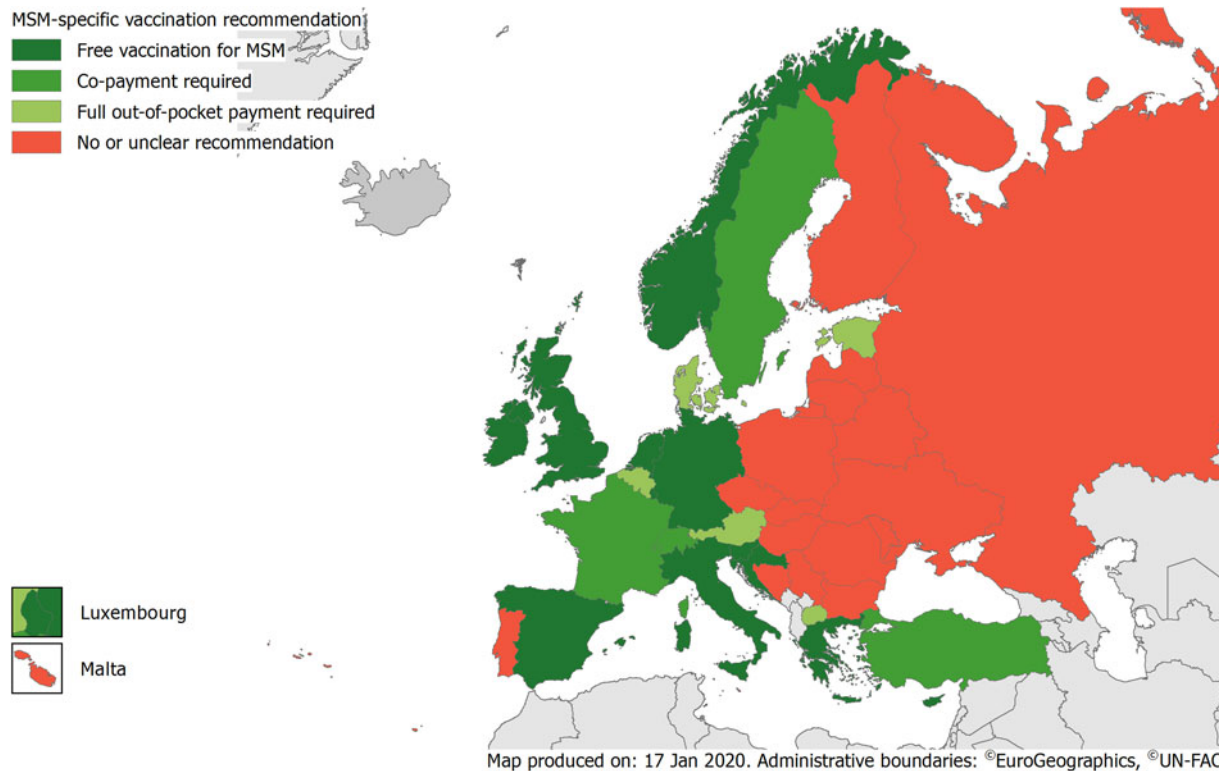 MSM-specific vaccination recommendation
Free vaccination for MSM
Co-payment required
Full out-of-pocket payment required
No or unclear recommendation
Luxembourg
Malta
Map produced on: 17 Jan 2020. Administrative boundaries: ©EuroGeographics, ©UN-FAO